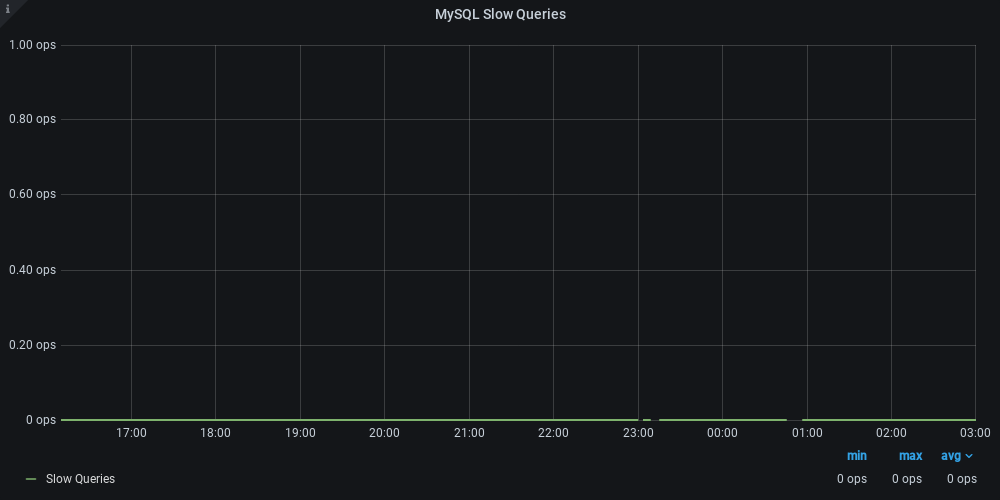 i
MySQL Slow Queries
1.00 ops
0.80 ops
0.60 ops
0.40 ops
0.20 ops
0 ops
17:00 18:00 19:00 20:00 21:00 22:00 23:00 00:00 01:00 02:00 03:00
min max avg
Slow Queries 0 ops 0 ops 0 ops